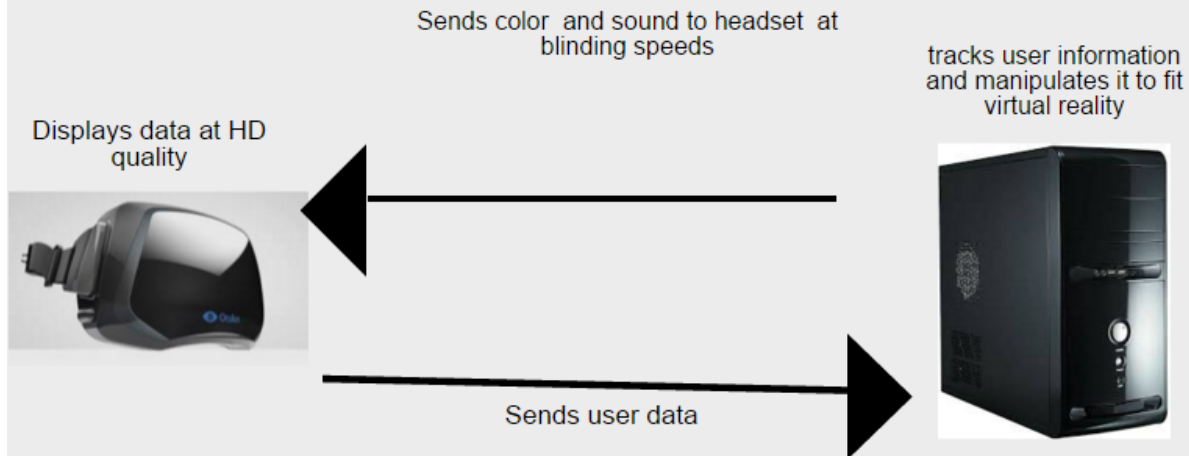 Sends color  and sound to headset  at
blinding speeds
tracks user information
and manipulates it to fit
virtual reality
Displays data at HD
quality
Oculus
Sends user data